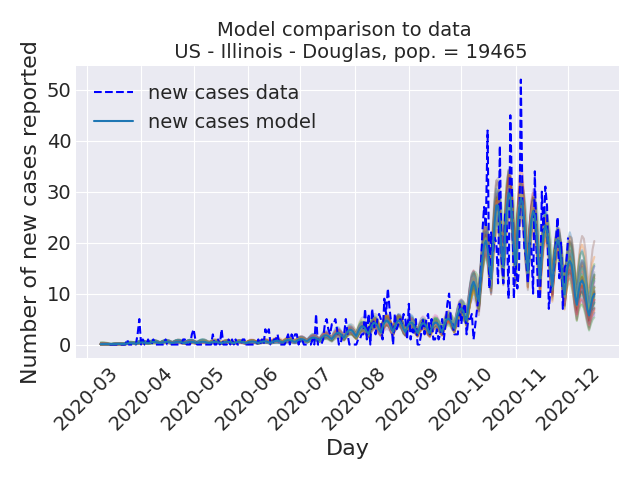 Model comparison to data
US - Illinois - Douglas, pop. = 19465
Number of new cases reported
50
40
30
20
10
0
new cases data
new cases model
2020-03
2020-04
2020-05
2020-06
2020-07
2020-08
2020-09
2020-10
2020-11
2020-12
Day